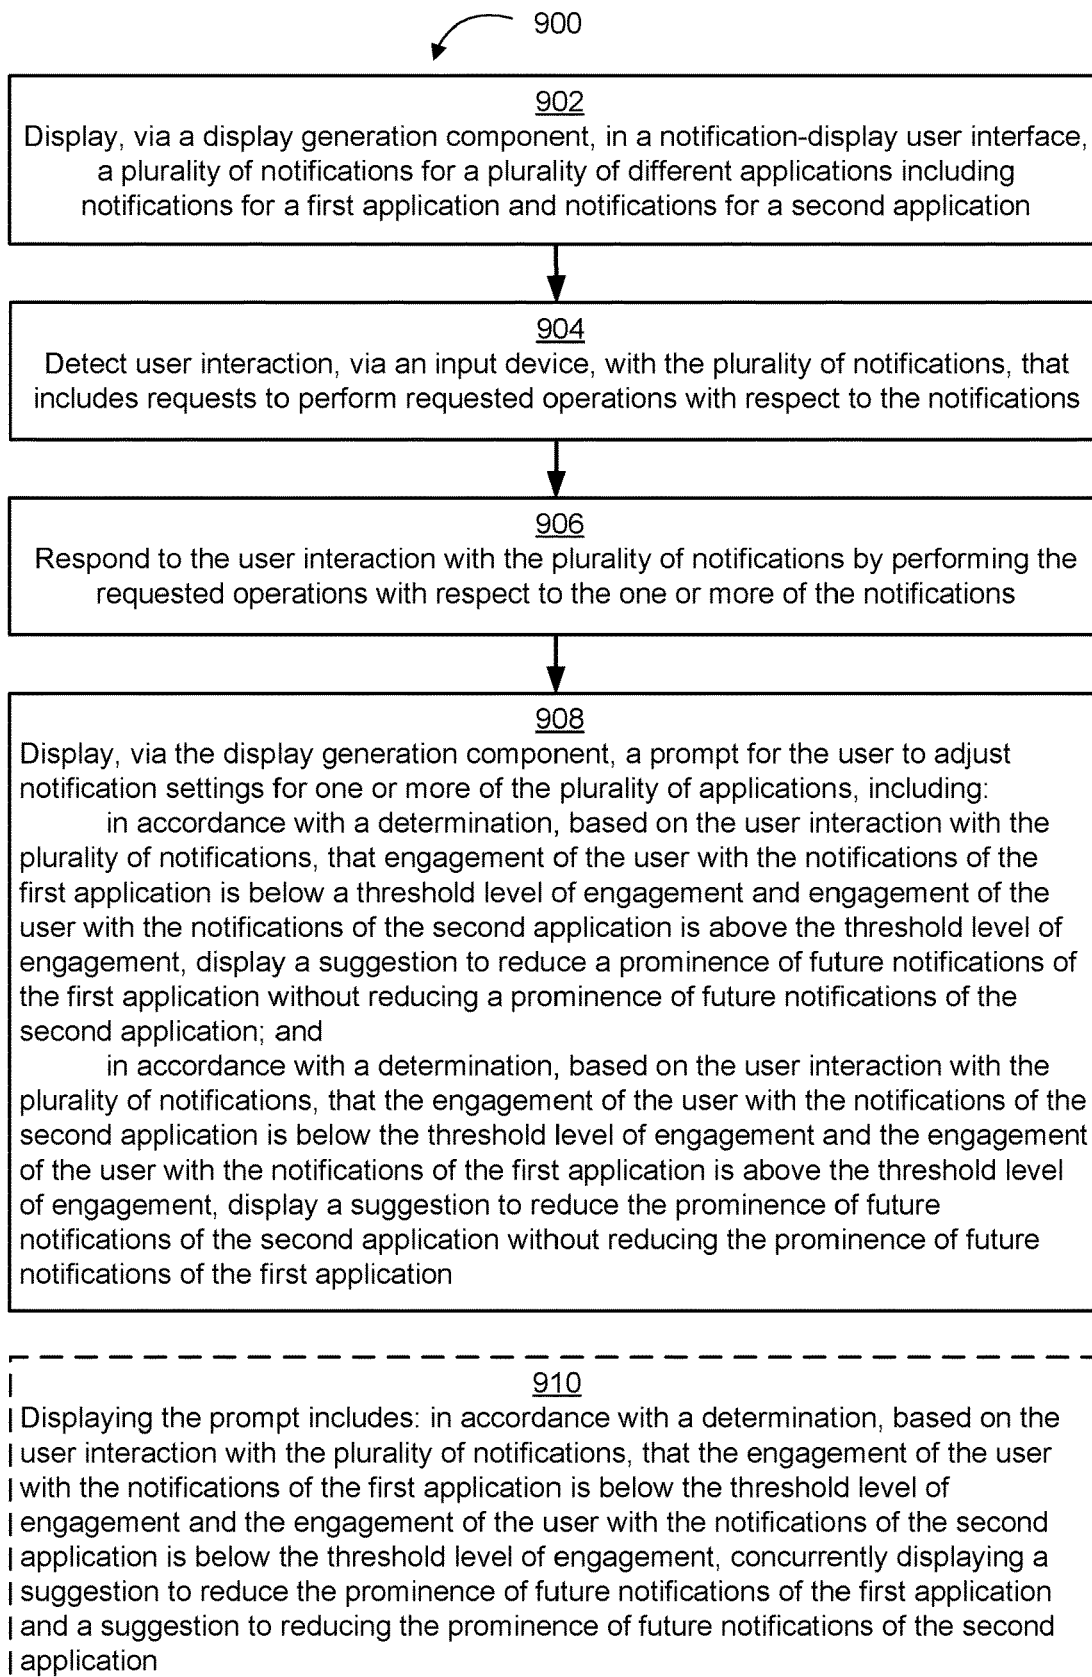 900
902
Display, via a display generation component, in a notification-display user interface,
a plurality of notifications for a plurality of different applications including
notifications for a first application and notifications for a second application
904
Detect user interaction, via an input device, with the plurality of notifications, that
includes requests to perform requested operations with respect to the notifications
906
Respond to the user interaction with the plurality of notifications by performing the
requested operations with respect to the one or more of the notifications
908
Display, via the display generation component, a prompt for the user to adjust
notification settings for one or more of the plurality of applications, including:
in accordance with a determination, based on the user interaction with the
plurality of notifications, that engagement of the user with the notifications of the
first application is below a threshold level of engagement and engagement of the
user with the notifications of the second application is above the threshold level of
engagement, display a suggestion to reduce a prominence of future notifications of
the first application without reducing a prominence of future notifications of the
second application; and
in accordance with a determination, based on the user interaction with the
plurality of notifications, that the engagement of the user with the notifications of the
second application is below the threshold level of engagement and the engagement
of the user with the notifications of the first application is above the threshold level
of engagement, display a suggestion to reduce the prominence of future
notifications of the second application without reducing the prominence of future
notifications of the first application
910
Displaying the prompt includes: in accordance with a determination, based on the
user interaction with the plurality of notifications, that the engagement of the user
with the notifications of the first application is below the threshold level of
engagement and the engagement of the user with the notifications of the second
application is below the threshold level of engagement, concurrently displaying a
suggestion to reduce the prominence of future notifications of the first application
and a suggestion to reducing the prominence of future notifications of the second
application